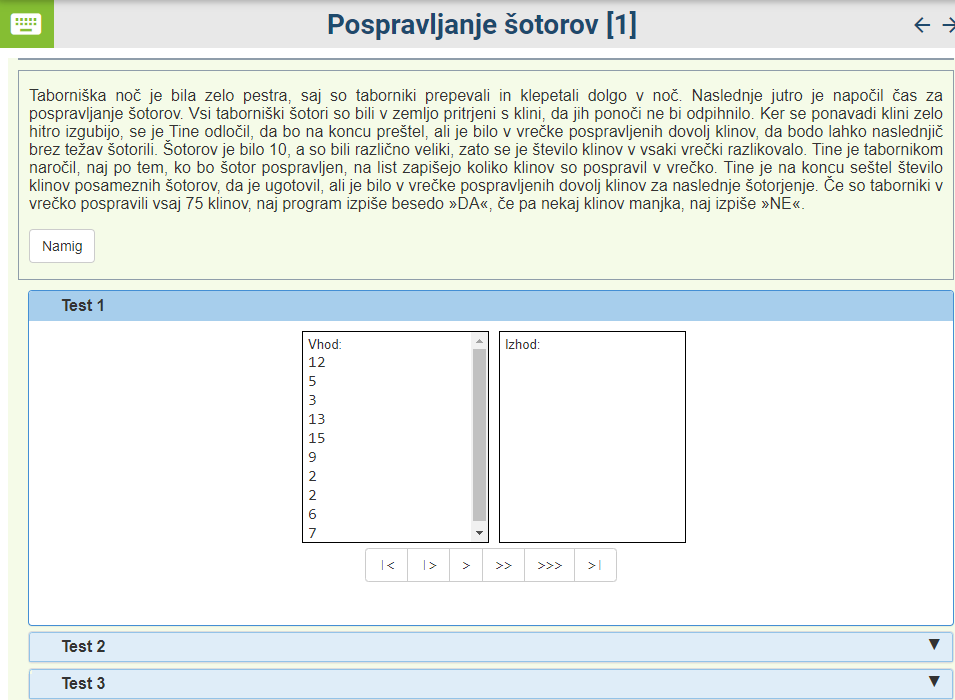 Pospravljanje šotorov [1]
Taborniška noč je bila zelo pestra, saj so taborniki prepevali in klepetali dolgo v noč. Naslednje jutro je napočil čas za
pospravljanje šotorov. Vsi taborniški šotori so bili v zemljo pritrjeni s klini, da jih ponoči ne bi odpihnilo. Ker se ponavadi klini zelo
hitro izgubijo, se je Tine odločil, da bo na koncu preštel, ali je bilo v vrečke pospravljenih dovolj klinov, da bodo lahko naslednjič
brez težav šotorili. Šotorov je bilo 10, a so bili različno veliki, zato se je število klinov v vsaki vrečki razlikovalo. Tine je tabornikom
naročil, naj po tem, ko bo šotor pospravljen, na list zapišejo koliko klinov so pospravil v vrečko. Tine je na koncu seštel število
klinov posameznih šotorov, da je ugotovil, ali je bilo v vrečke pospravljenih dovolj klinov za naslednje šotorjenje. Če so taborniki v
vrečko pospravili vsaj 75 klinov, naj program izpiše besedo »DA«, če pa nekaj klinov manjka, naj izpiše »NE«.
Namig
Test 1
Vhod:
12
5
3
13
15
9
2
2
6
7
Izhod:
|< |> > >> >>> >|
Test 2
Test 3